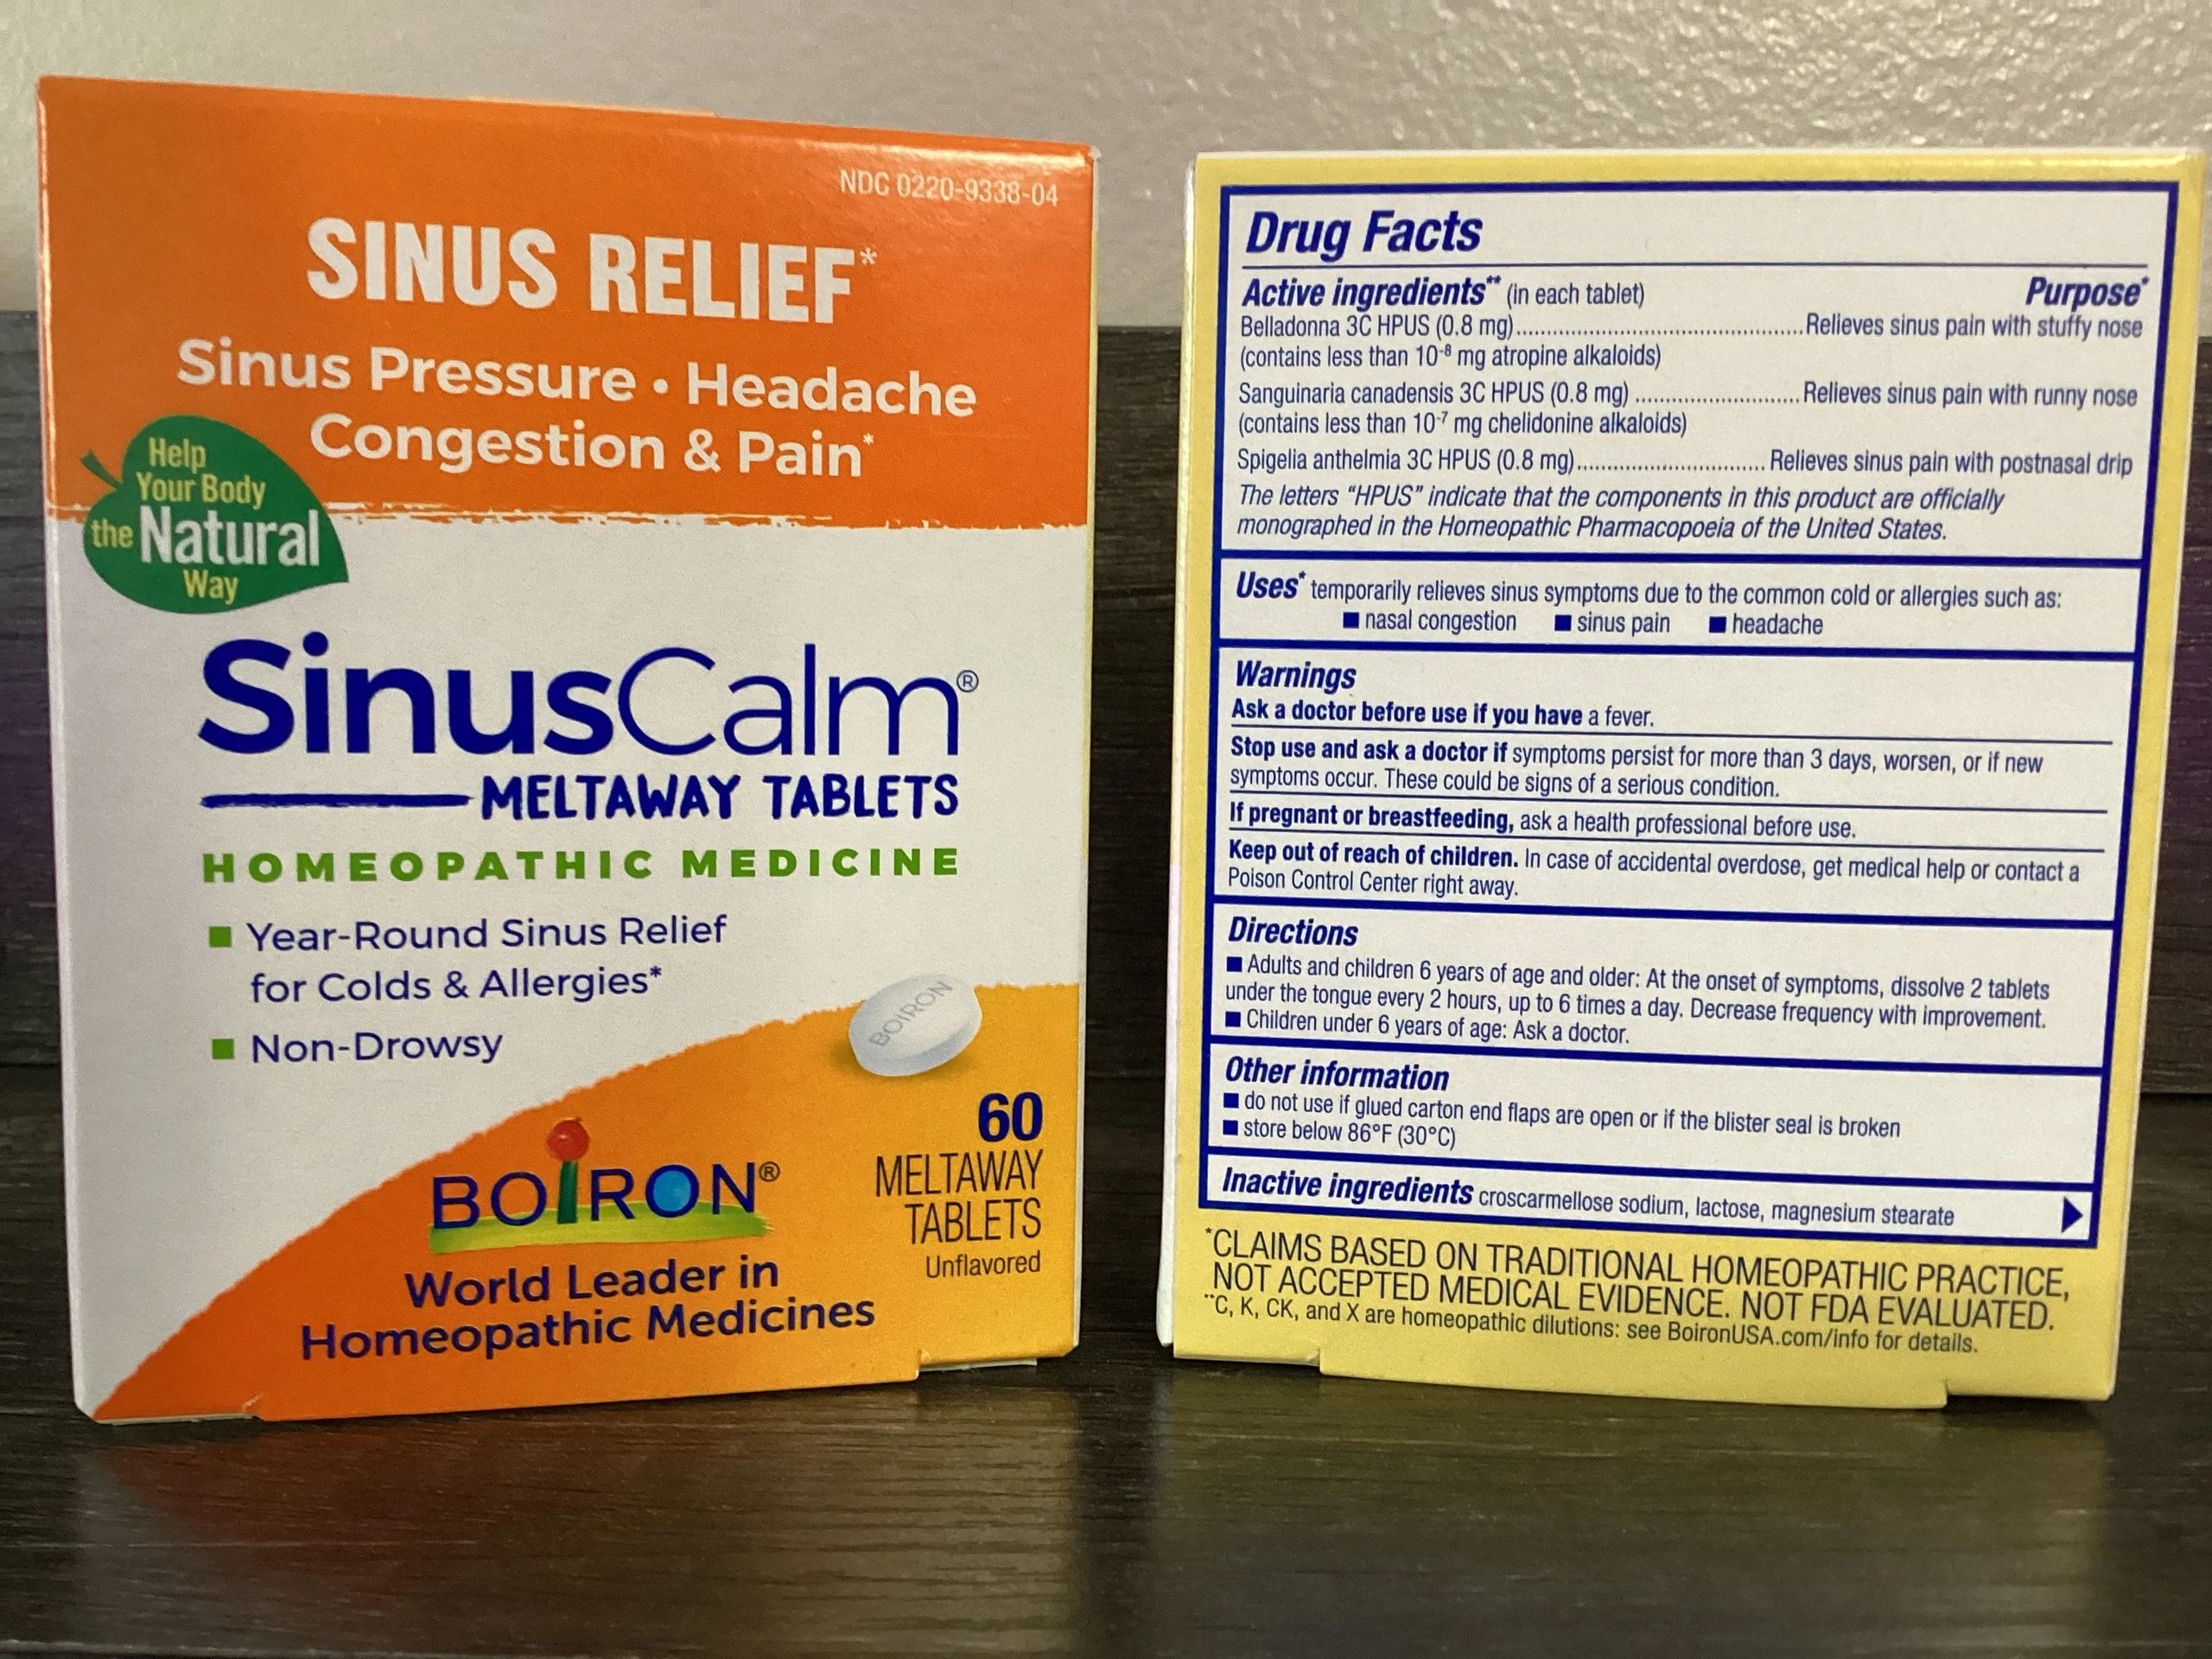 NDC 0220-9338-04
SINUS RELIEF*
Sinus Pressure • Headache
Congestion & Pain*
Help
Your Body
the Natural
Way
SinusCalm®
MELTAWAY TABLETS
HOMEOPATHIC MEDICINE
■ Year-Round Sinus Relief
for Colds & Allergies*
■ Non-Drowsy
BOIRON
60
MELTAWAY
TABLETS
Unflavored
BOIRON®
World Leader in
Homeopathic Medicines
Drug Facts
Active ingredients** (in each tablet) Purpose*
Belladonna 3C HPUS (0.8 mg)..........Relieves sinus pain with stuffy nose
(contains less than 10⁻⁸ mg atropine alkaloids)
Sanguinaria canadensis 3C HPUS (0.8 mg)..........Relieves sinus pain with runny nose
(contains less than 10⁻⁷ mg chelidonine alkaloids)
Spigelia anthelmia 3C HPUS (0.8 mg)..........Relieves sinus pain with postnasal drip
The letters “HPUS” indicate that the components in this product are officially
monographed in the Homeopathic Pharmacopoeia of the United States.
Uses* temporarily relieves sinus symptoms due to the common cold or allergies such as:
■ nasal congestion ■ sinus pain ■ headache
Warnings
Ask a doctor before use if you have a fever.
Stop use and ask a doctor if symptoms persist for more than 3 days, worsen, or if new
symptoms occur. These could be signs of a serious condition.
If pregnant or breastfeeding, ask a health professional before use.
Keep out of reach of children. In case of accidental overdose, get medical help or contact a
Poison Control Center right away.
Directions
■ Adults and children 6 years of age and older: At the onset of symptoms, dissolve 2 tablets
under the tongue every 2 hours, up to 6 times a day. Decrease frequency with improvement.
■ Children under 6 years of age: Ask a doctor.
Other information
■ do not use if glued carton end flaps are open or if the blister seal is broken
■ store below 86°F (30°C)
Inactive ingredients croscarmellose sodium, lactose, magnesium stearate
*CLAIMS BASED ON TRADITIONAL HOMEOPATHIC PRACTICE,
NOT ACCEPTED MEDICAL EVIDENCE. NOT FDA EVALUATED.
**C, K, CK, and X are homeopathic dilutions: see BoironUSA.com/info for details.